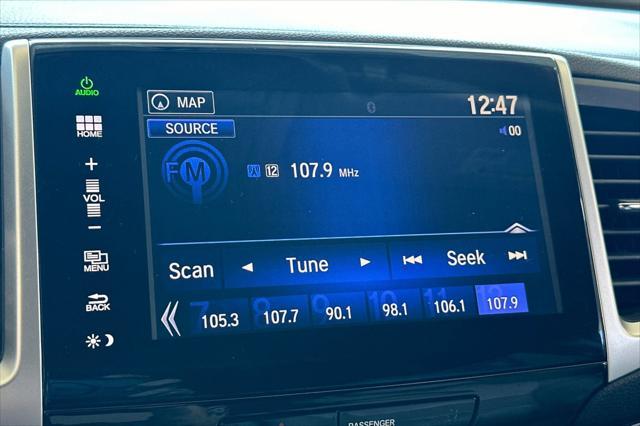 AUDIO
MAP
12:47
HOME
SOURCE
00
FM
12 107.9 MHz
+
VOL
−
Scan Tune Seek
MENU
7 8 9 10 11 12
105.3 107.7 90.1 98.1 106.1 107.9
BACK
PASSENGER